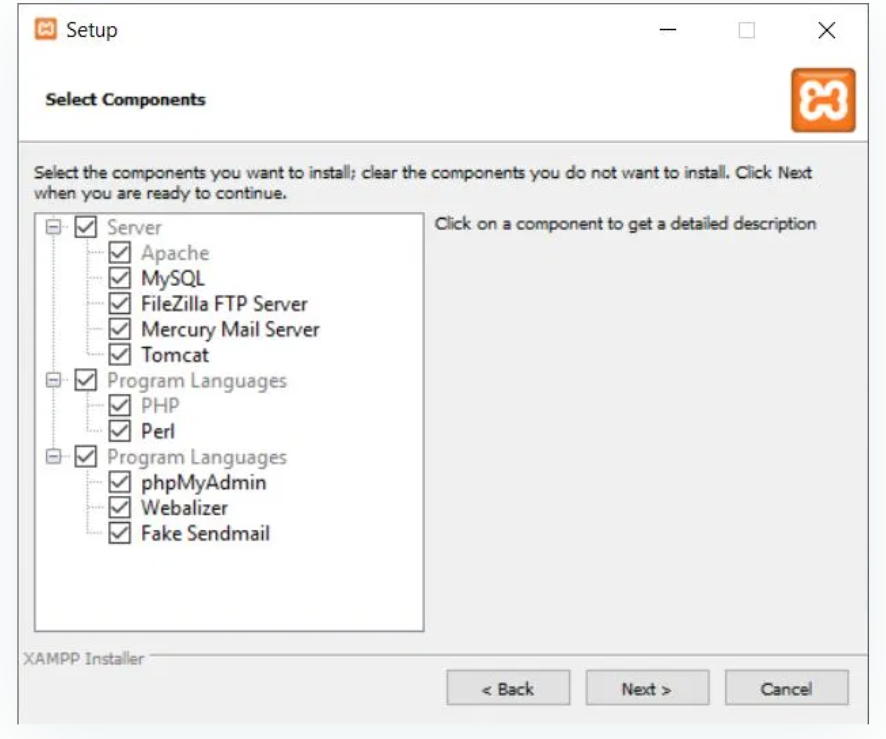 Setup
Select Components
Select the components you want to install; clear the components you do not want to install. Click Next
when you are ready to continue.
Server
Apache
MySQL
FileZilla FTP Server
Mercury Mail Server
Tomcat
Program Languages
PHP
Perl
Program Languages
phpMyAdmin
Webalizer
Fake Sendmail
Click on a component to get a detailed description
XAMPP Installer
< Back
Next >
Cancel